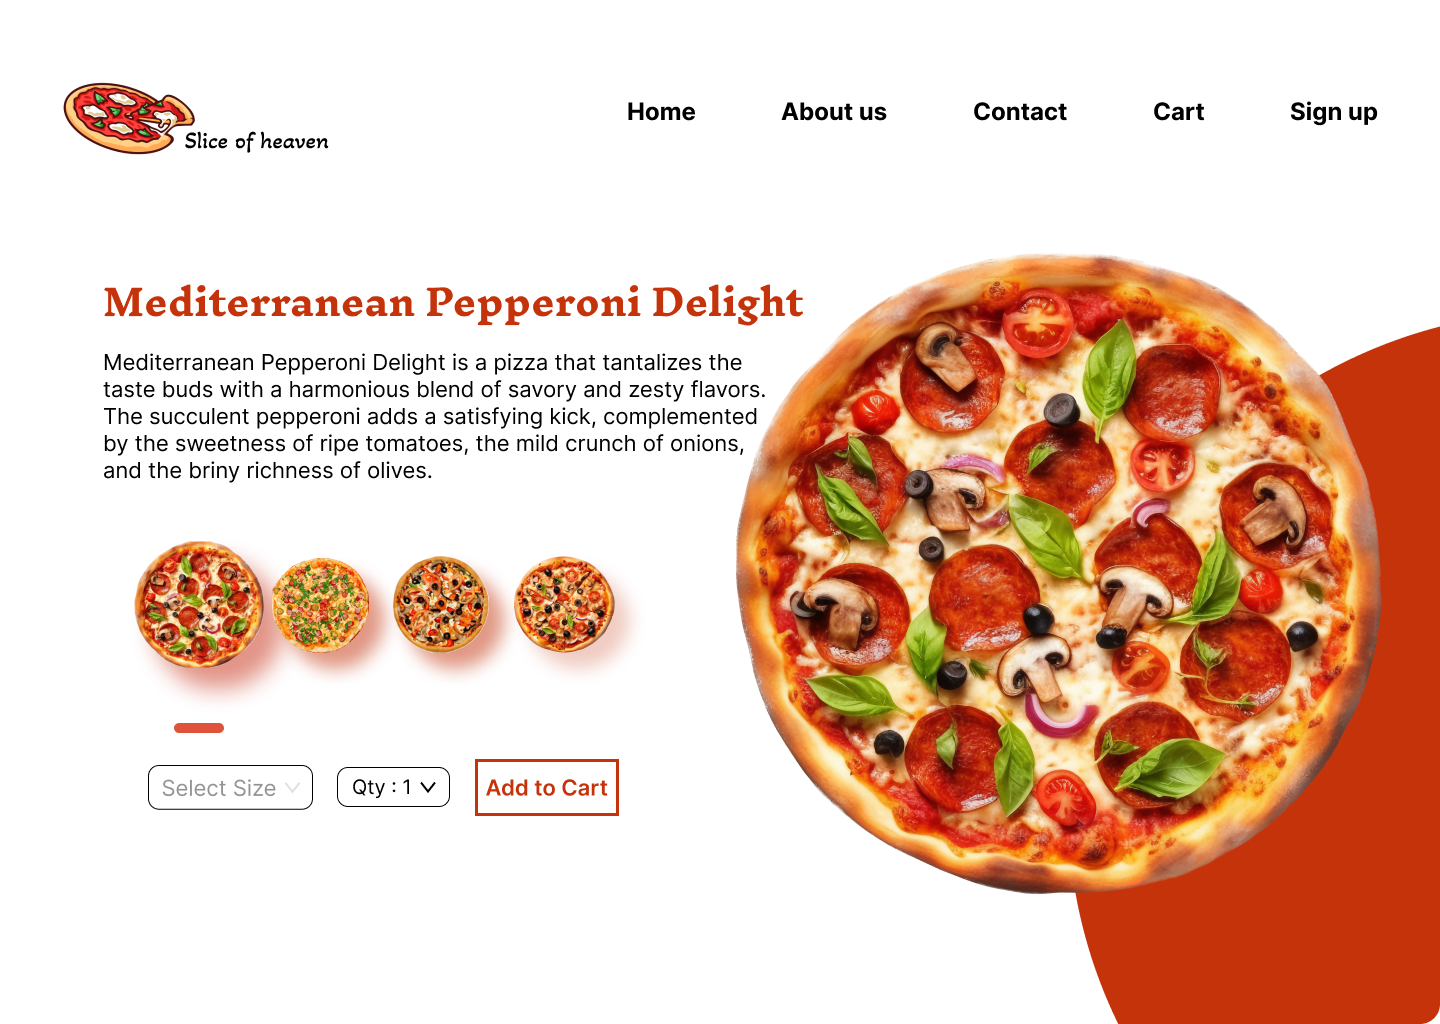 Slice of heaven
Home About us Contact Cart Sign up
Mediterranean Pepperoni Delight
Mediterranean Pepperoni Delight is a pizza that tantalizes the
taste buds with a harmonious blend of savory and zesty flavors.
The succulent pepperoni adds a satisfying kick, complemented
by the sweetness of ripe tomatoes, the mild crunch of onions,
and the briny richness of olives.
Select Size Qty : 1 Add to Cart